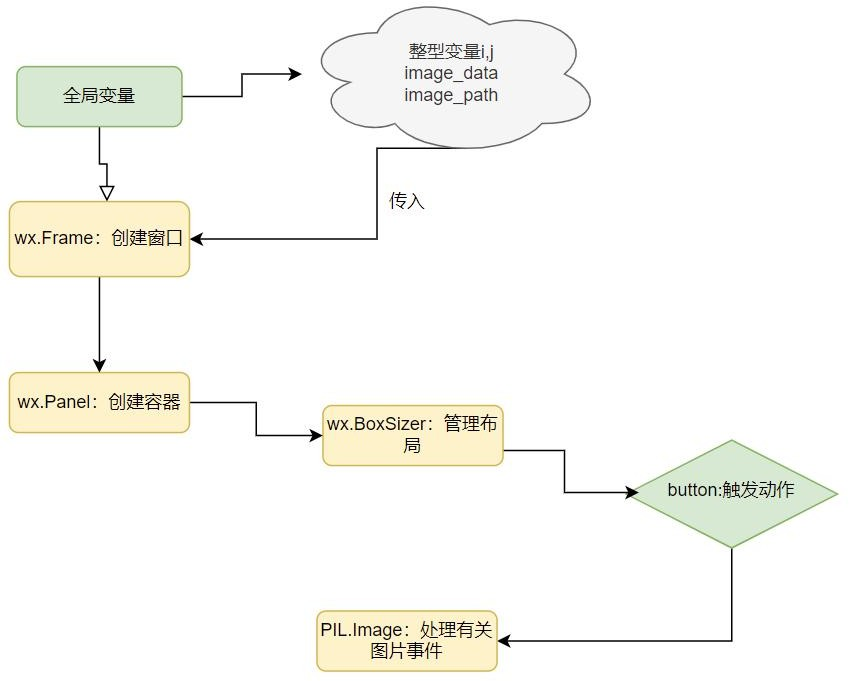 整型变量i,j
image_data
image_path
全局变量
传入
wx.Frame：创建窗口
wx.Panel：创建容器
wx.BoxSizer：管理布
局
button:触发动作
PIL.Image：处理有关
图片事件